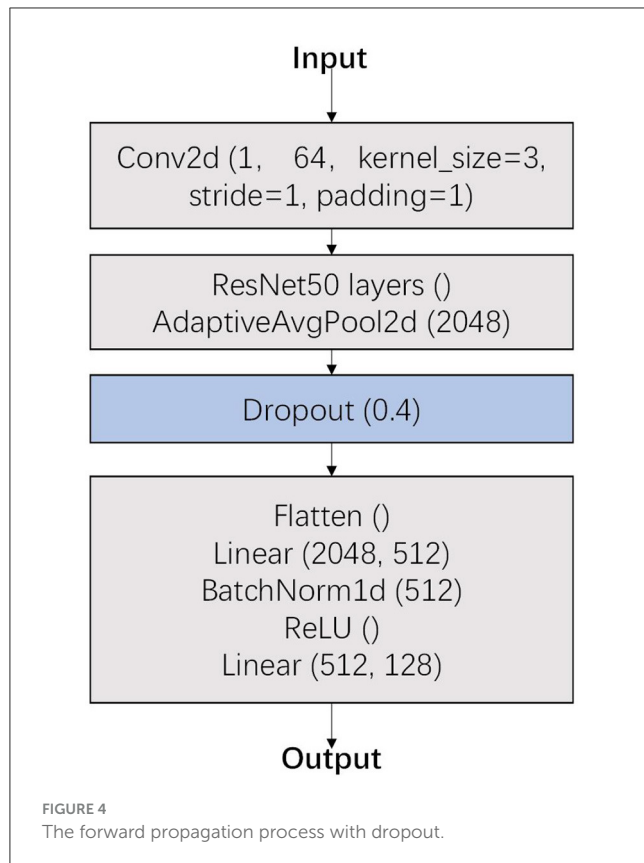 Input
Conv2d (1, 64, kernel_size=3,
stride=1, padding=1)
ResNet50 layers ()
AdaptiveAvgPool2d (2048)
Dropout (0.4)
Flatten ()
Linear (2048, 512)
BatchNorm1d (512)
ReLU ()
Linear (512, 128)
Output
FIGURE 4
The forward propagation process with dropout.